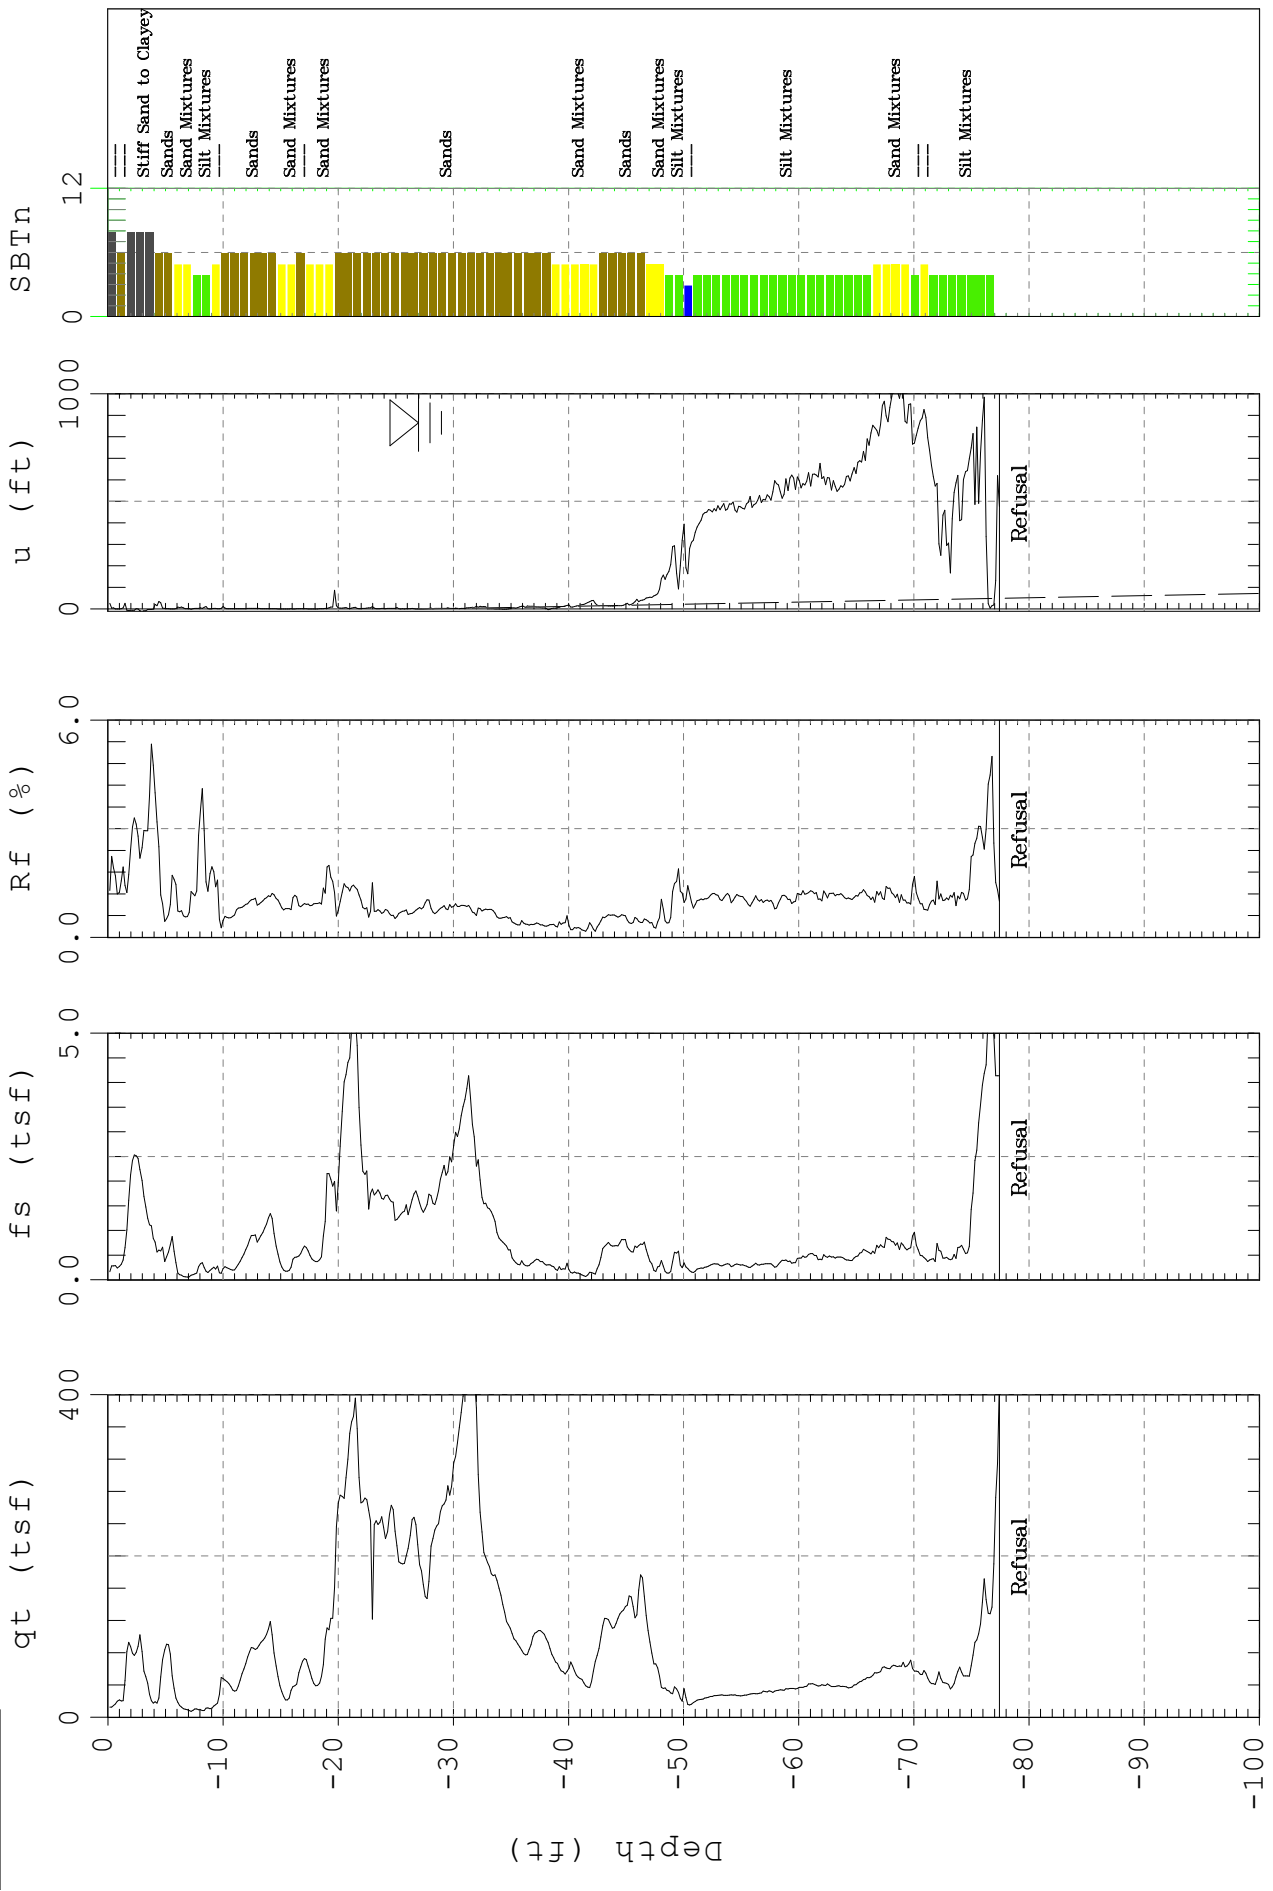 qt (tsf)
0
400
fs (tsf)
0.0
5.0
Rf (%)
0.0
6.0
u (ft)
0
1000
SBTn
0
12
Depth (ft)
0
-10
-20
-30
-40
-50
-60
-70
-80
-90
-100
Refusal
Refusal
Refusal
Refusal
---
---
Stiff Sand to Clayey
Sands
Sand Mixtures
Silt Mixtures
---
Sands
Sand Mixtures
---
Sand Mixtures
Sands
Sand Mixtures
Sands
Sand Mixtures
Silt Mixtures
---
Silt Mixtures
Sand Mixtures
---
---
Silt Mixtures